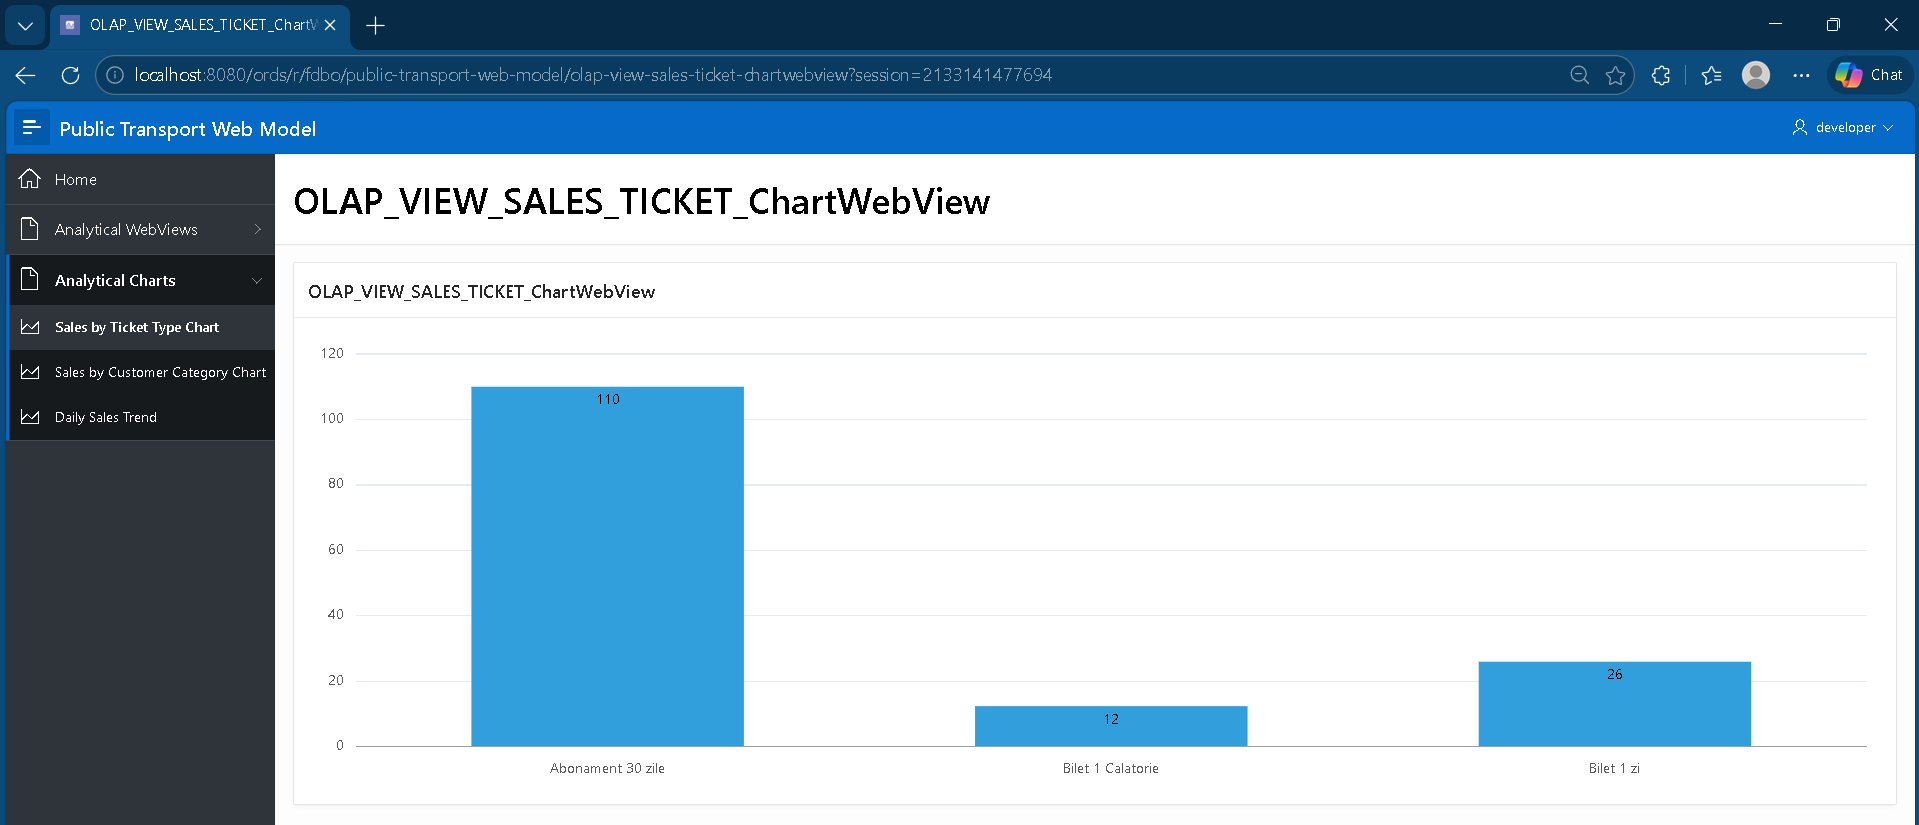 OLAP_VIEW_SALES_TICKET_ChartW
localhost:8080/ords/r/fdbo/public-transport-web-model/olap-view-sales-ticket-chartwebview?session=2133141477694
Chat
Public Transport Web Model
developer
Home
Analytical WebViews
Analytical Charts
Sales by Ticket Type Chart
Sales by Customer Category Chart
Daily Sales Trend
OLAP_VIEW_SALES_TICKET_ChartWebView
OLAP_VIEW_SALES_TICKET_ChartWebView
120
100
80
60
40
20
0
110
12
26
Abonament 30 zile
Bilet 1 Calatorie
Bilet 1 zi